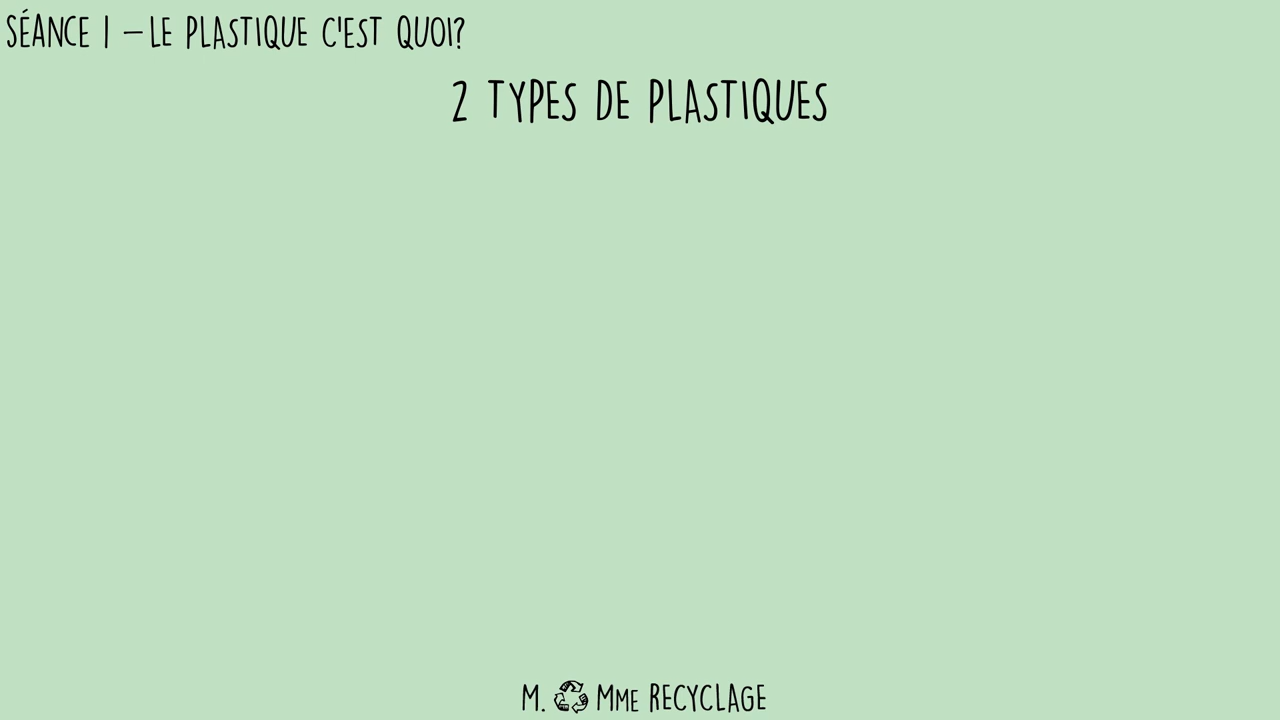 SÉANCE 1 – LE PLASTIQUE C'EST QUOI?
2 TYPES DE PLASTIQUES
M. MME RECYCLAGE